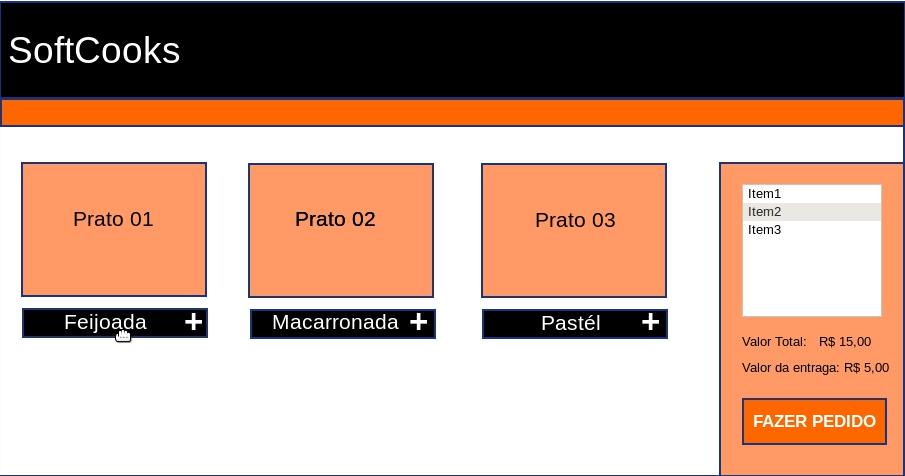 SoftCooks
Prato 01
Prato 02
Prato 03
Feijoada +
Macarronada +
Pastél +
Item1
Item2
Item3
Valor Total: R$ 15,00
Valor da entraga: R$ 5,00
FAZER PEDIDO